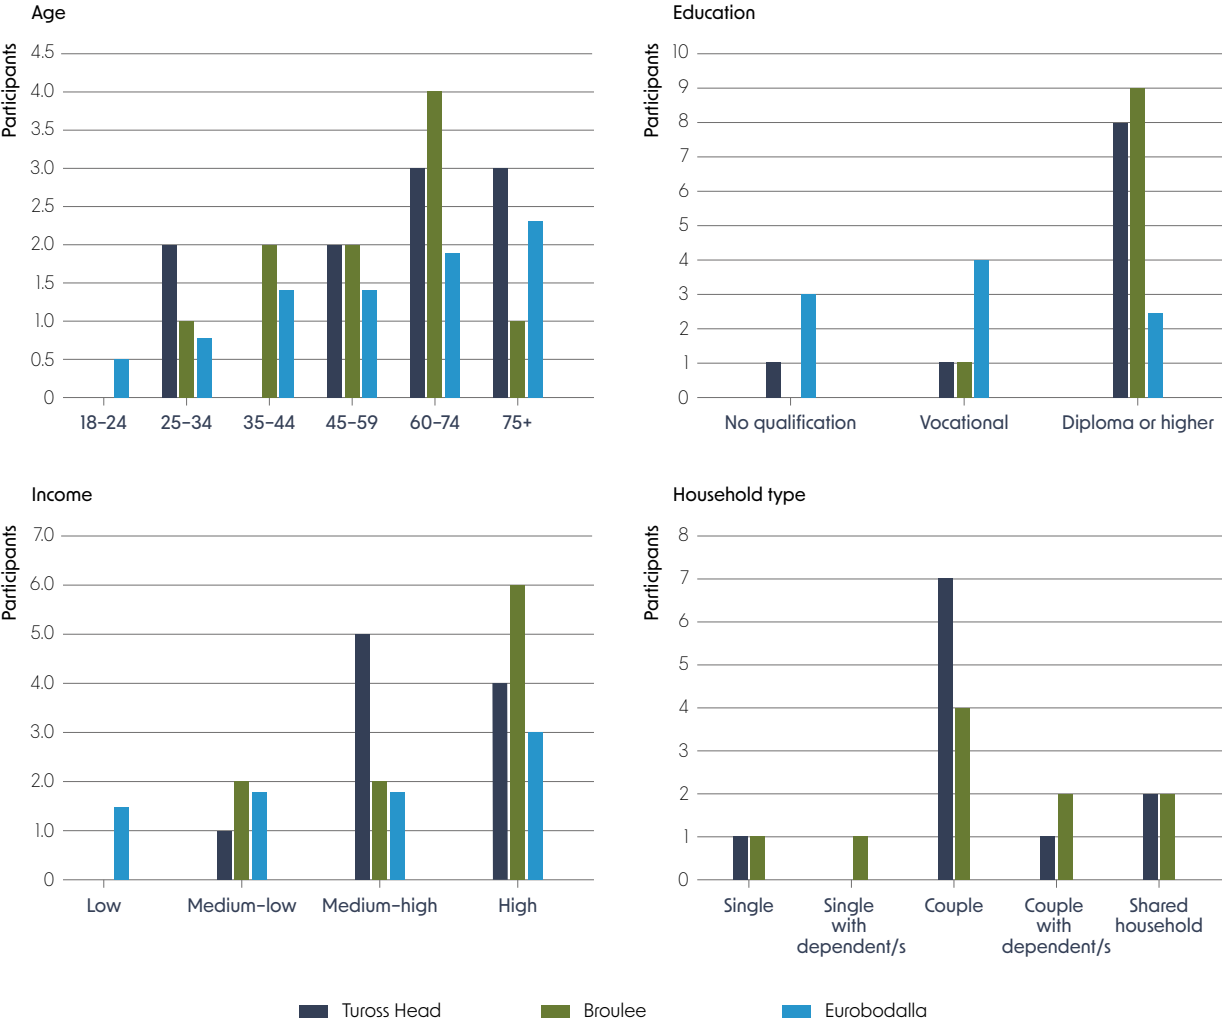 Age
Participants
4.5
4.0
3.5
3.0
2.5
2.0
1.5
1.0
0.5
0
18–24 25–34 35–44 45–59 60–74 75+
Education
Participants
10
9
8
7
6
5
4
3
2
1
0
No qualification Vocational Diploma or higher
Income
Participants
7.0
6.0
5.0
4.0
3.0
2.0
1.0
0
Low Medium–low Medium–high High
Household type
Participants
8
7
6
5
4
3
2
1
0
Single Single Couple Couple Shared
with with household
dependent/s dependent/s
Tuross Head Broulee Eurobodalla